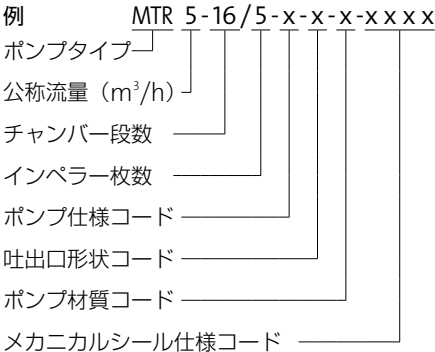 例 MTR 5-16/5-x-x-x-x x x x
ポンプタイプ
公称流量（m³/h）
チャンバー段数
インペラー枚数
ポンプ仕様コード
吐出口形状コード
ポンプ材質コード
メカニカルシール仕様コード